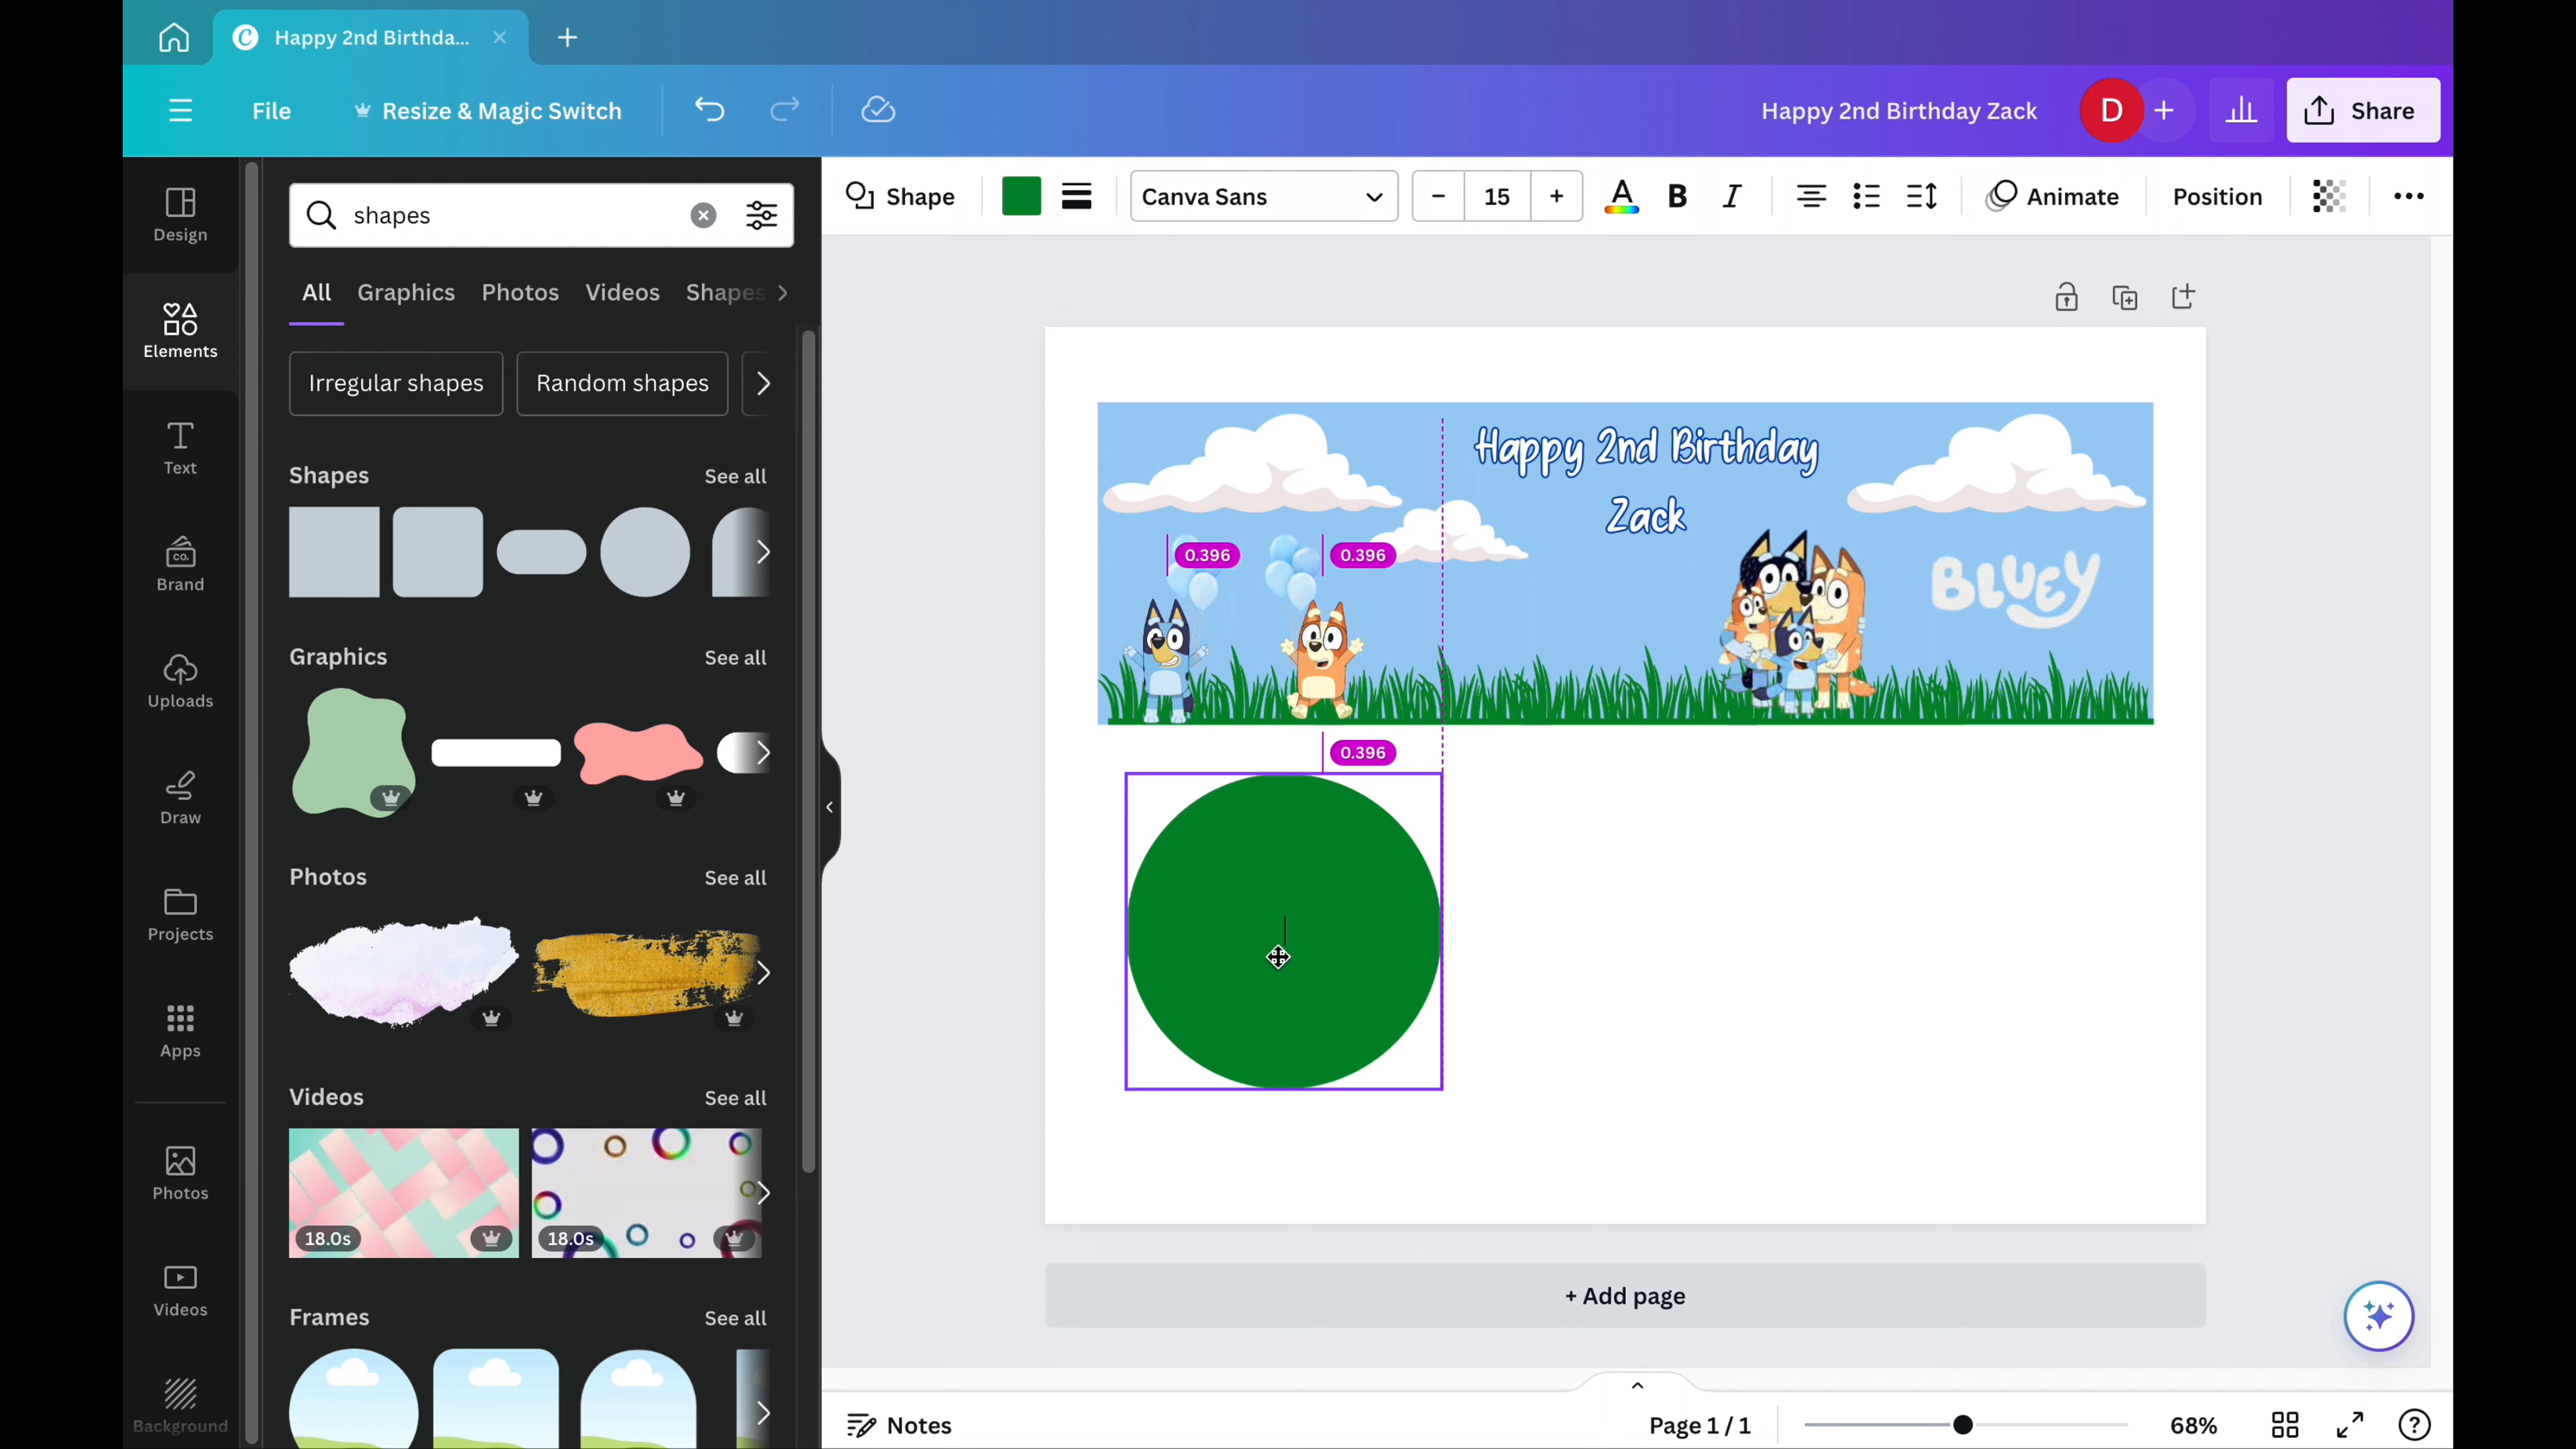 Happy 2nd Birthda...
File
Resize & Magic Switch
Happy 2nd Birthday Zack
D
Share
Design
Elements
Text
CO.
Brand
Uploads
Draw
Projects
Apps
Photos
Videos
Background
shapes
All Graphics Photos Videos Shapes
Irregular shapes
Random shapes
Shapes See all
Graphics See all
Photos See all
Videos See all
18.0s
18.0s
Frames See all
Shape
Canva Sans
15
A
B
I
Animate
Position
Happy 2nd Birthday
Zack
BLUEY
0.396
0.396
0.396
+ Add page
Notes
Page 1 / 1
68%
?